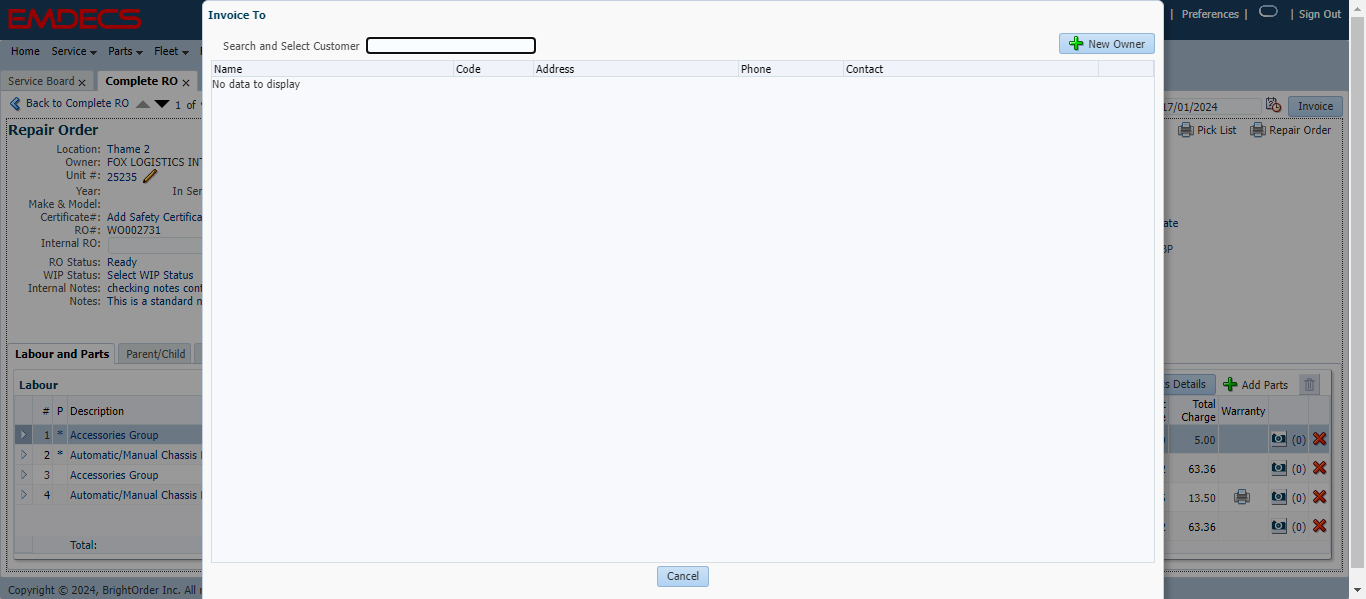 EMDECS
Preferences | | Sign Out
Home Service Parts Fleet
Service Board x Complete RO x
Back to Complete RO 1 of
17/01/2024 Invoice
Pick List Repair Order
Repair Order
Location: Thame 2
Owner: FOX LOGISTICS INT
Unit #: 25235
Year: In Ser
Make & Model:
Certificate#: Add Safety Certifica
RO#: WO002731
Internal RO:
RO Status: Ready
WIP Status: Select WIP Status
Internal Notes: checking notes cont
Notes: This is a standard n
Labour and Parts Parent/Child
Labour
# P Description
1 * Accessories Group
2 * Automatic/Manual Chassis
3 Accessories Group
4 Automatic/Manual Chassis
Total:
Copyright © 2024, BrightOrder Inc. All
Invoice To
Search and Select Customer
New Owner
Name Code Address Phone Contact
No data to display
Cancel
ate
BP
s Details Add Parts
Total Charge Warranty
5.00 (0)
63.36 (0)
13.50 (0)
63.36 (0)